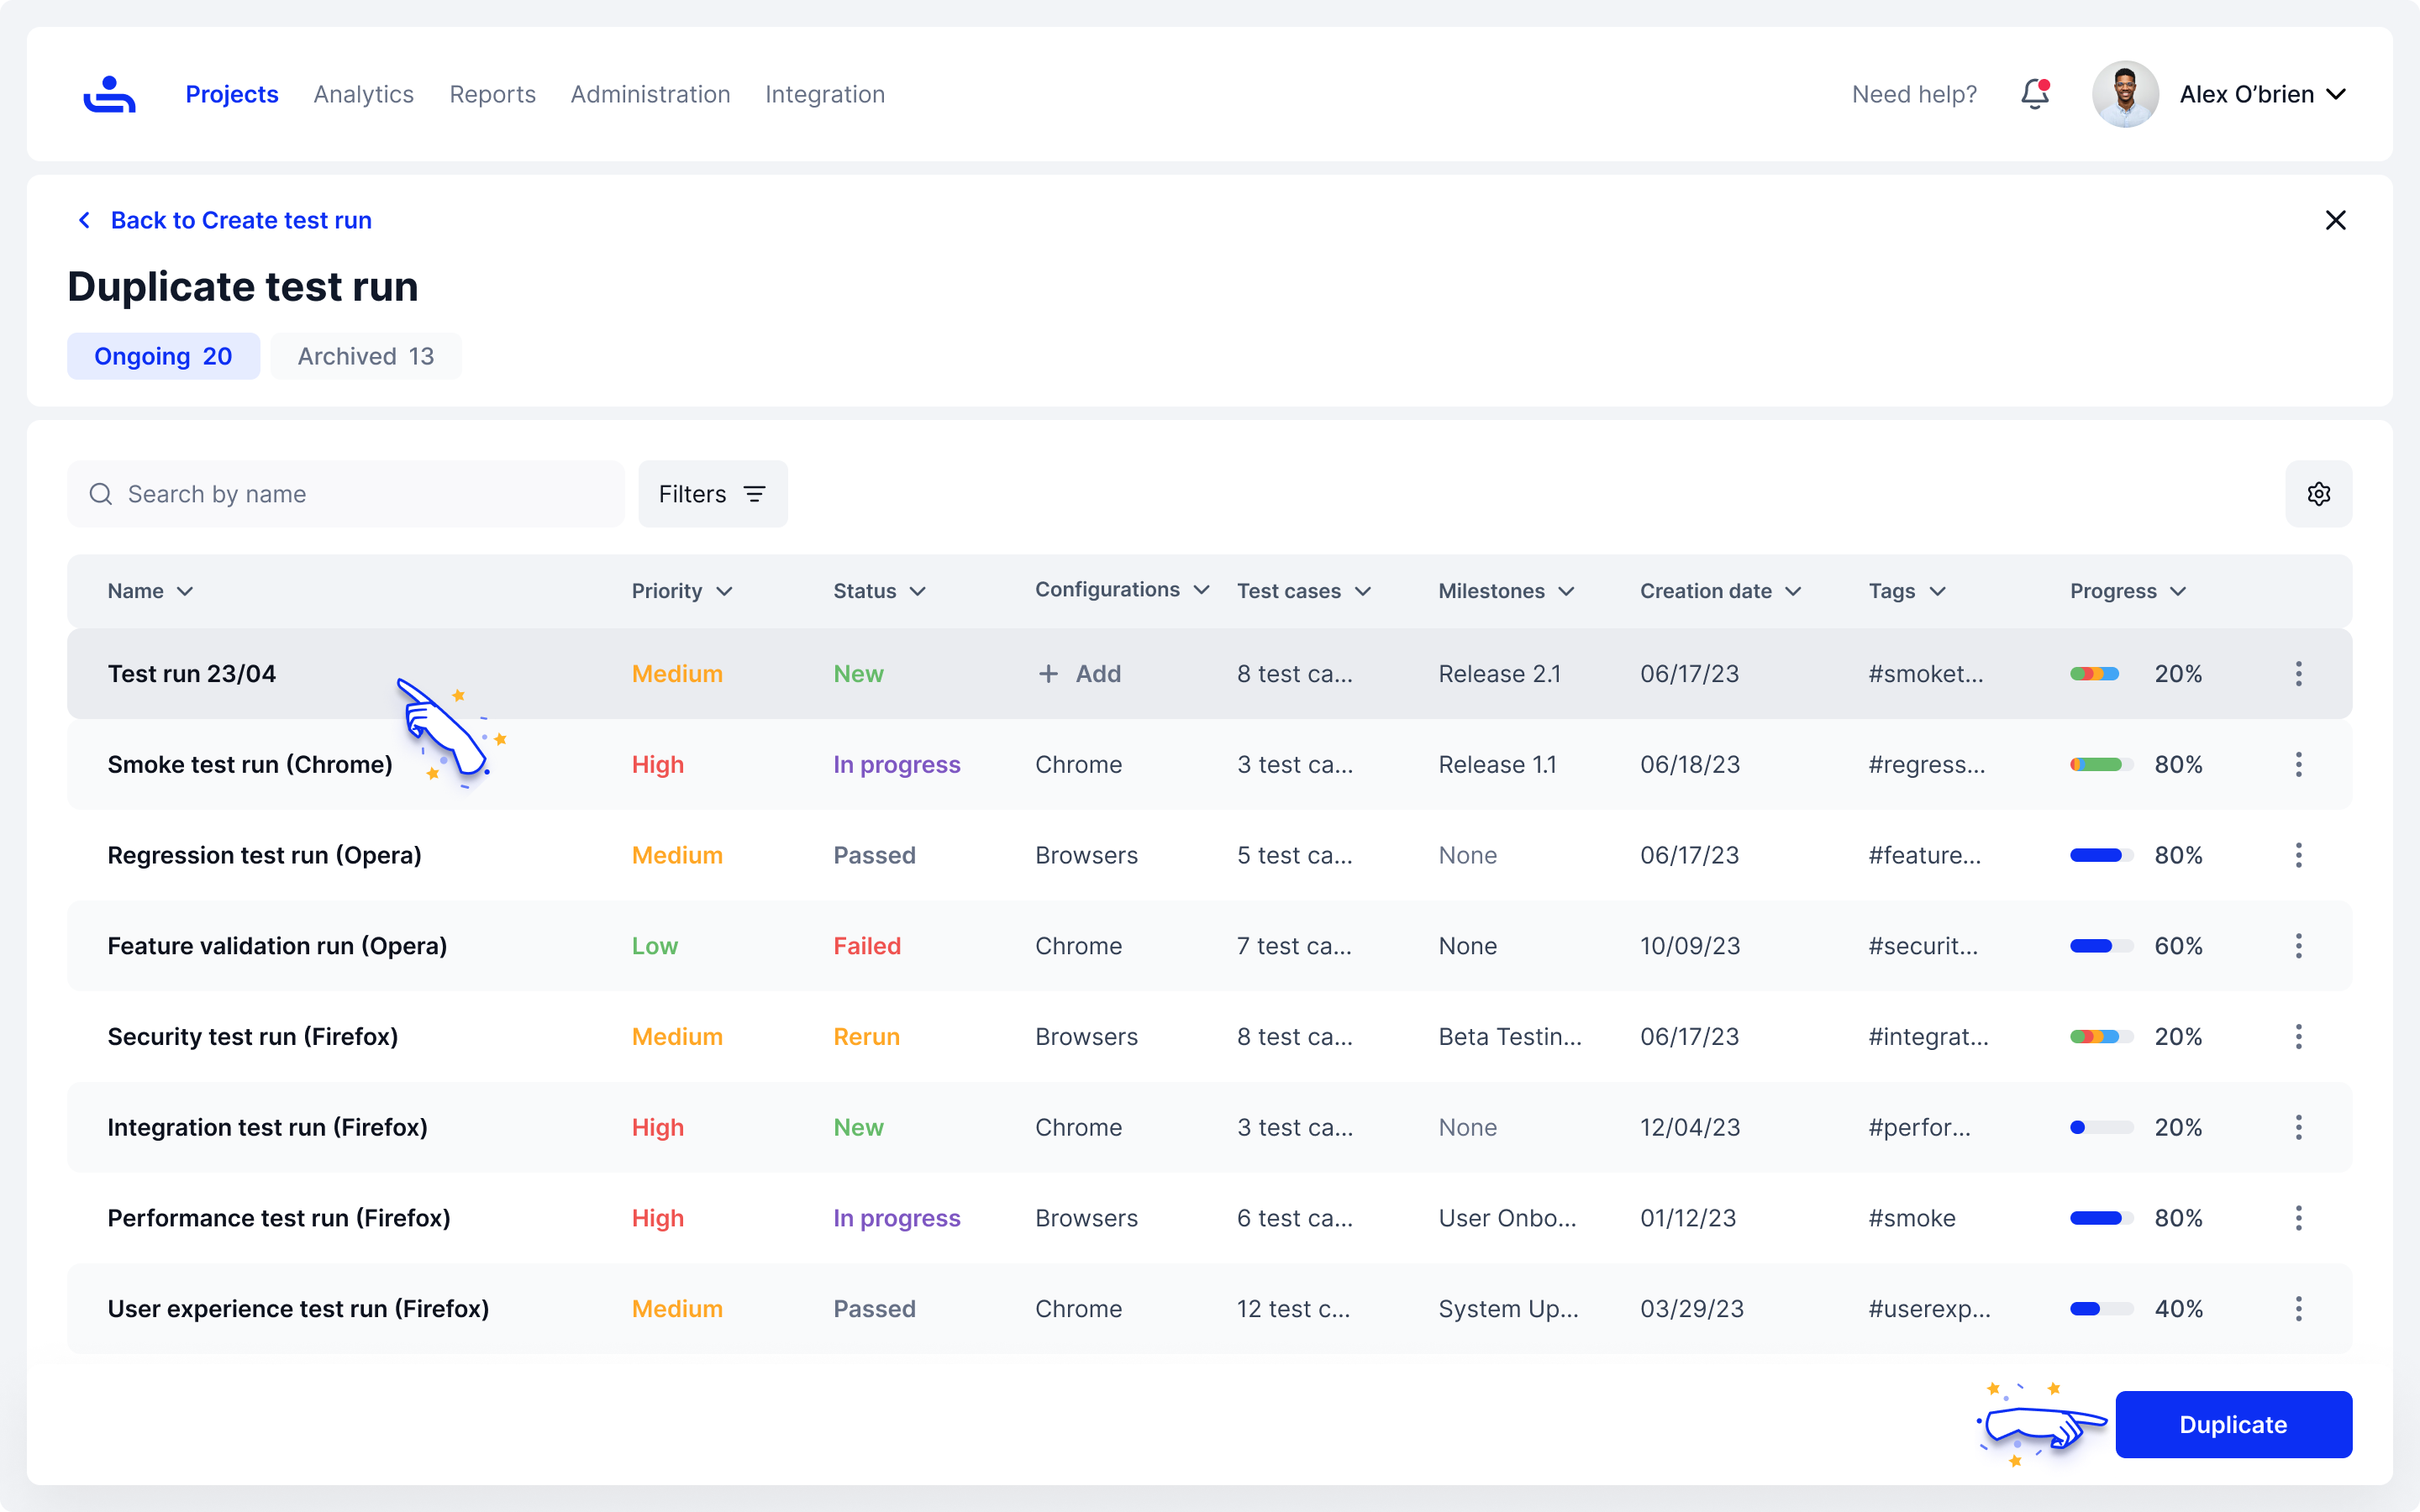 Projects Analytics Reports Administration Integration Need help? Alex O’brien
Back to Create test run
Duplicate test run
Ongoing 20 Archived 13
Search by name Filters
Name Priority Status Configurations Test cases Milestones Creation date Tags Progress
Test run 23/04 Medium New + Add 8 test ca... Release 2.1 06/17/23 #smoket... 20%
Smoke test run (Chrome) High In progress Chrome 3 test ca... Release 1.1 06/18/23 #regress... 80%
Regression test run (Opera) Medium Passed Browsers 5 test ca... None 06/17/23 #feature... 80%
Feature validation run (Opera) Low Failed Chrome 7 test ca... None 10/09/23 #securit... 60%
Security test run (Firefox) Medium Rerun Browsers 8 test ca... Beta Testin... 06/17/23 #integrat... 20%
Integration test run (Firefox) High New Chrome 3 test ca... None 12/04/23 #perfor... 20%
Performance test run (Firefox) High In progress Browsers 6 test ca... User Onbo... 01/12/23 #smoke 80%
User experience test run (Firefox) Medium Passed Chrome 12 test c... System Up... 03/29/23 #userexp... 40%
Duplicate